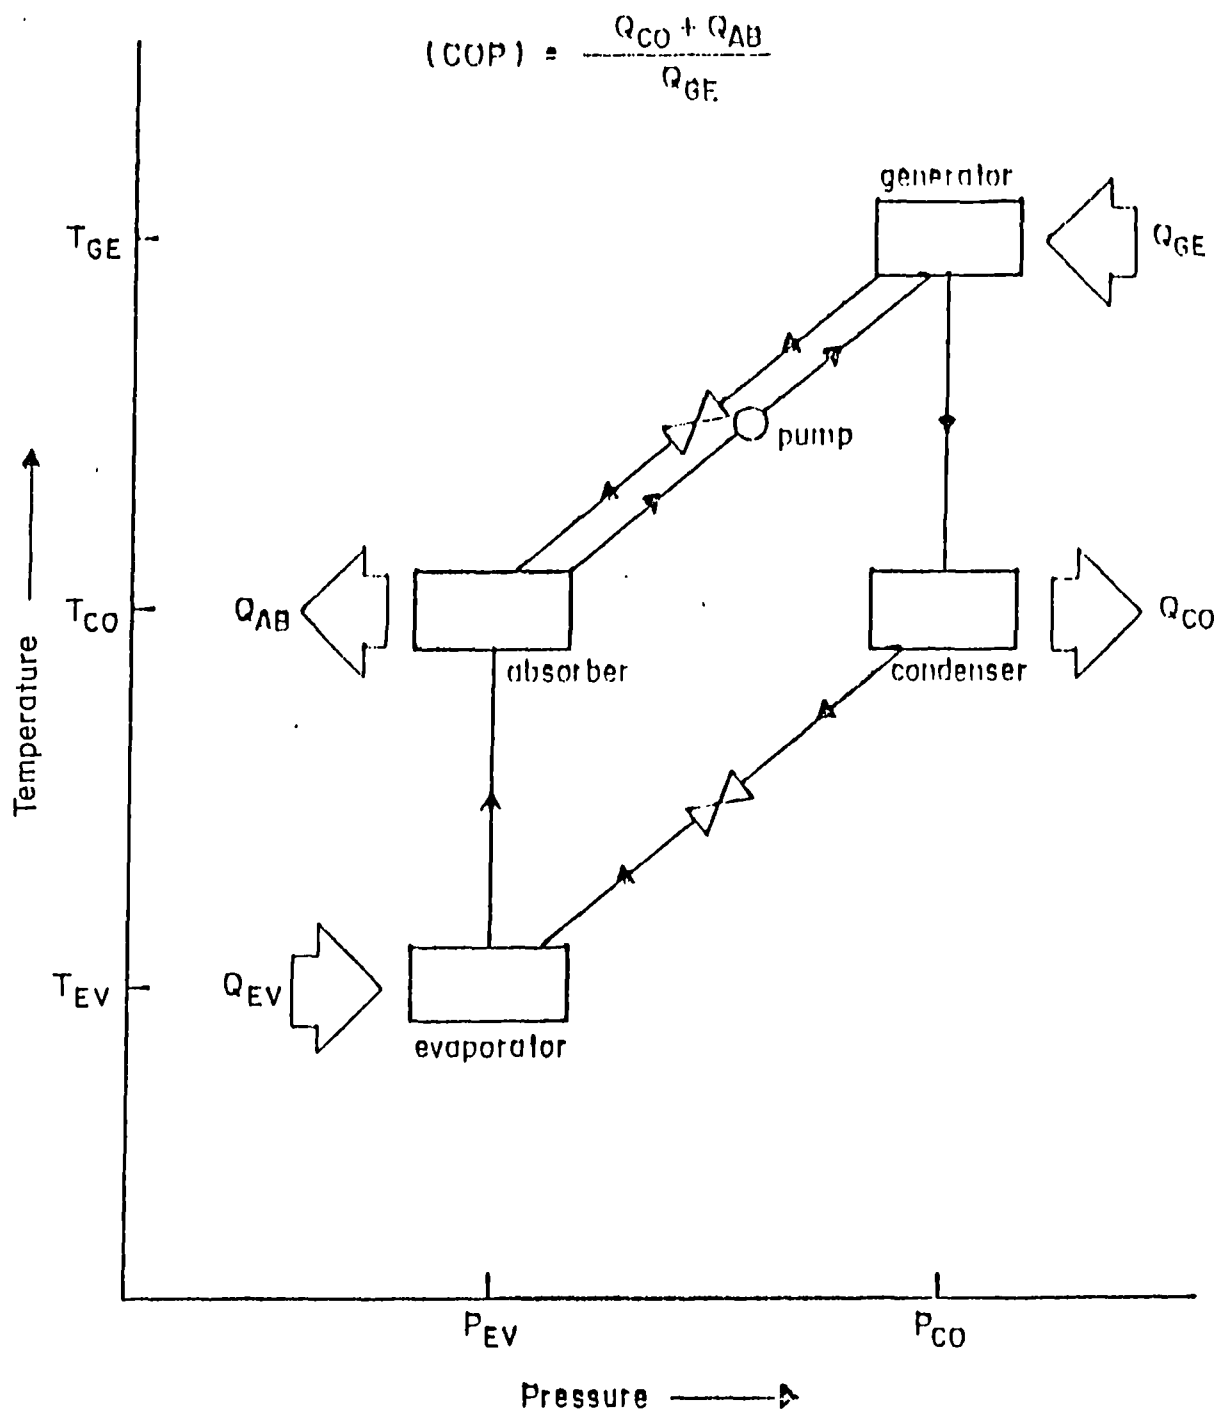 (COP) = (Q_CO + Q_AB) / Q_GE
generator
T_GE
Q_GE
pump
Q_AB
T_CO
Q_CO
absorber
condenser
Temperature
T_EV
Q_EV
evaporator
P_EV
P_CO
Pressure